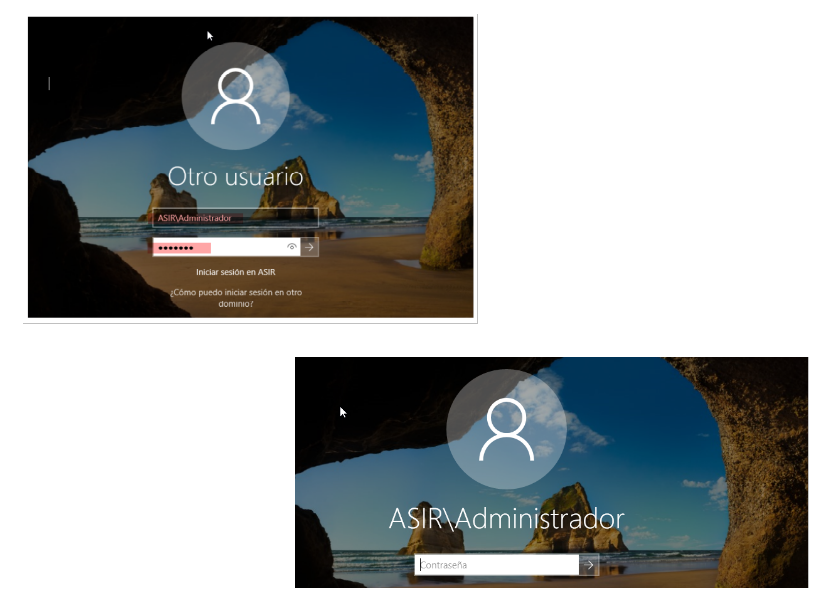 Otro usuario
ASIR\Administrador
•••••••
Iniciar sesión en ASIR
¿Cómo puedo iniciar sesión en otro
dominio?
ASIR\Administrador
Contraseña